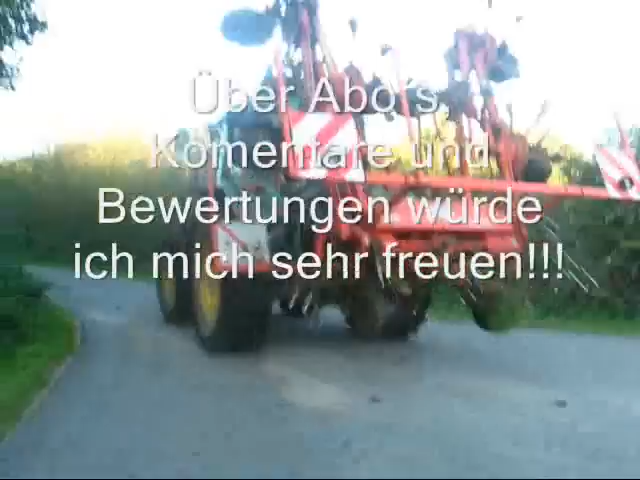 Über Abo´s
Komentare und
Bewertungen würde
ich mich sehr freuen!!!